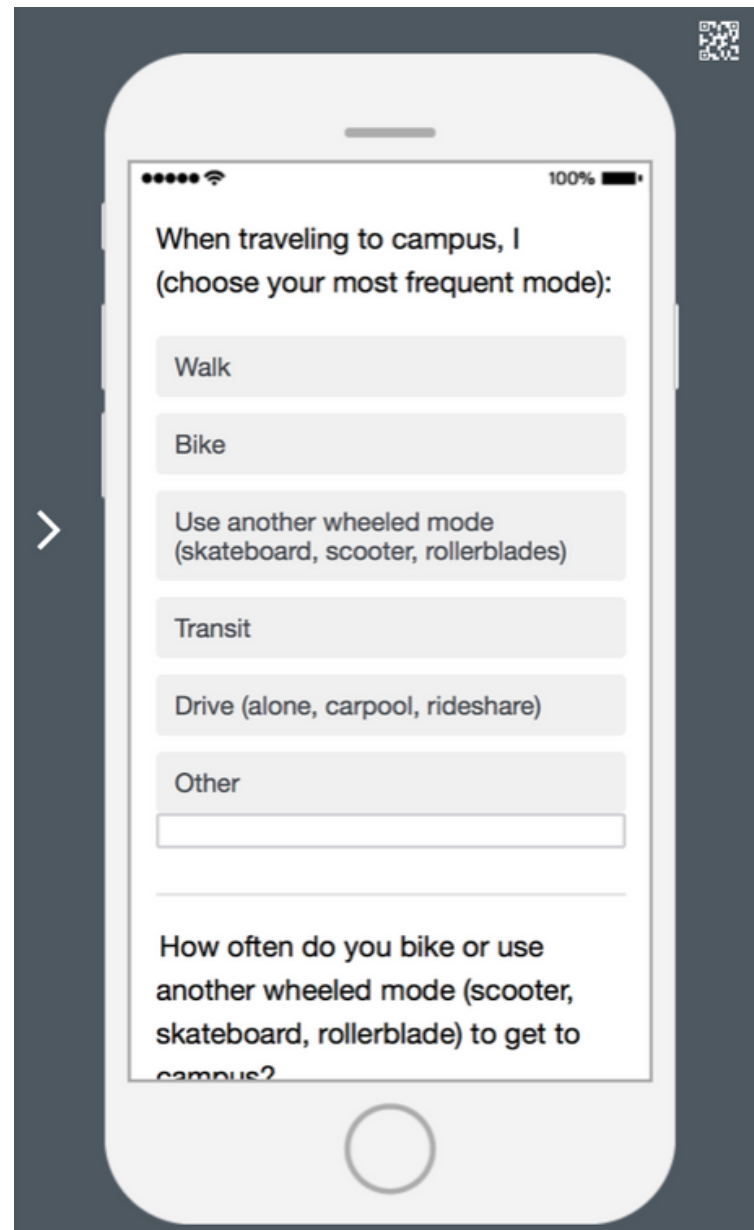 100%
When traveling to campus, I
(choose your most frequent mode):
Walk
Bike
Use another wheeled mode
(skateboard, scooter, rollerblades)
Transit
Drive (alone, carpool, rideshare)
Other
How often do you bike or use
another wheeled mode (scooter,
skateboard, rollerblade) to get to
campus?